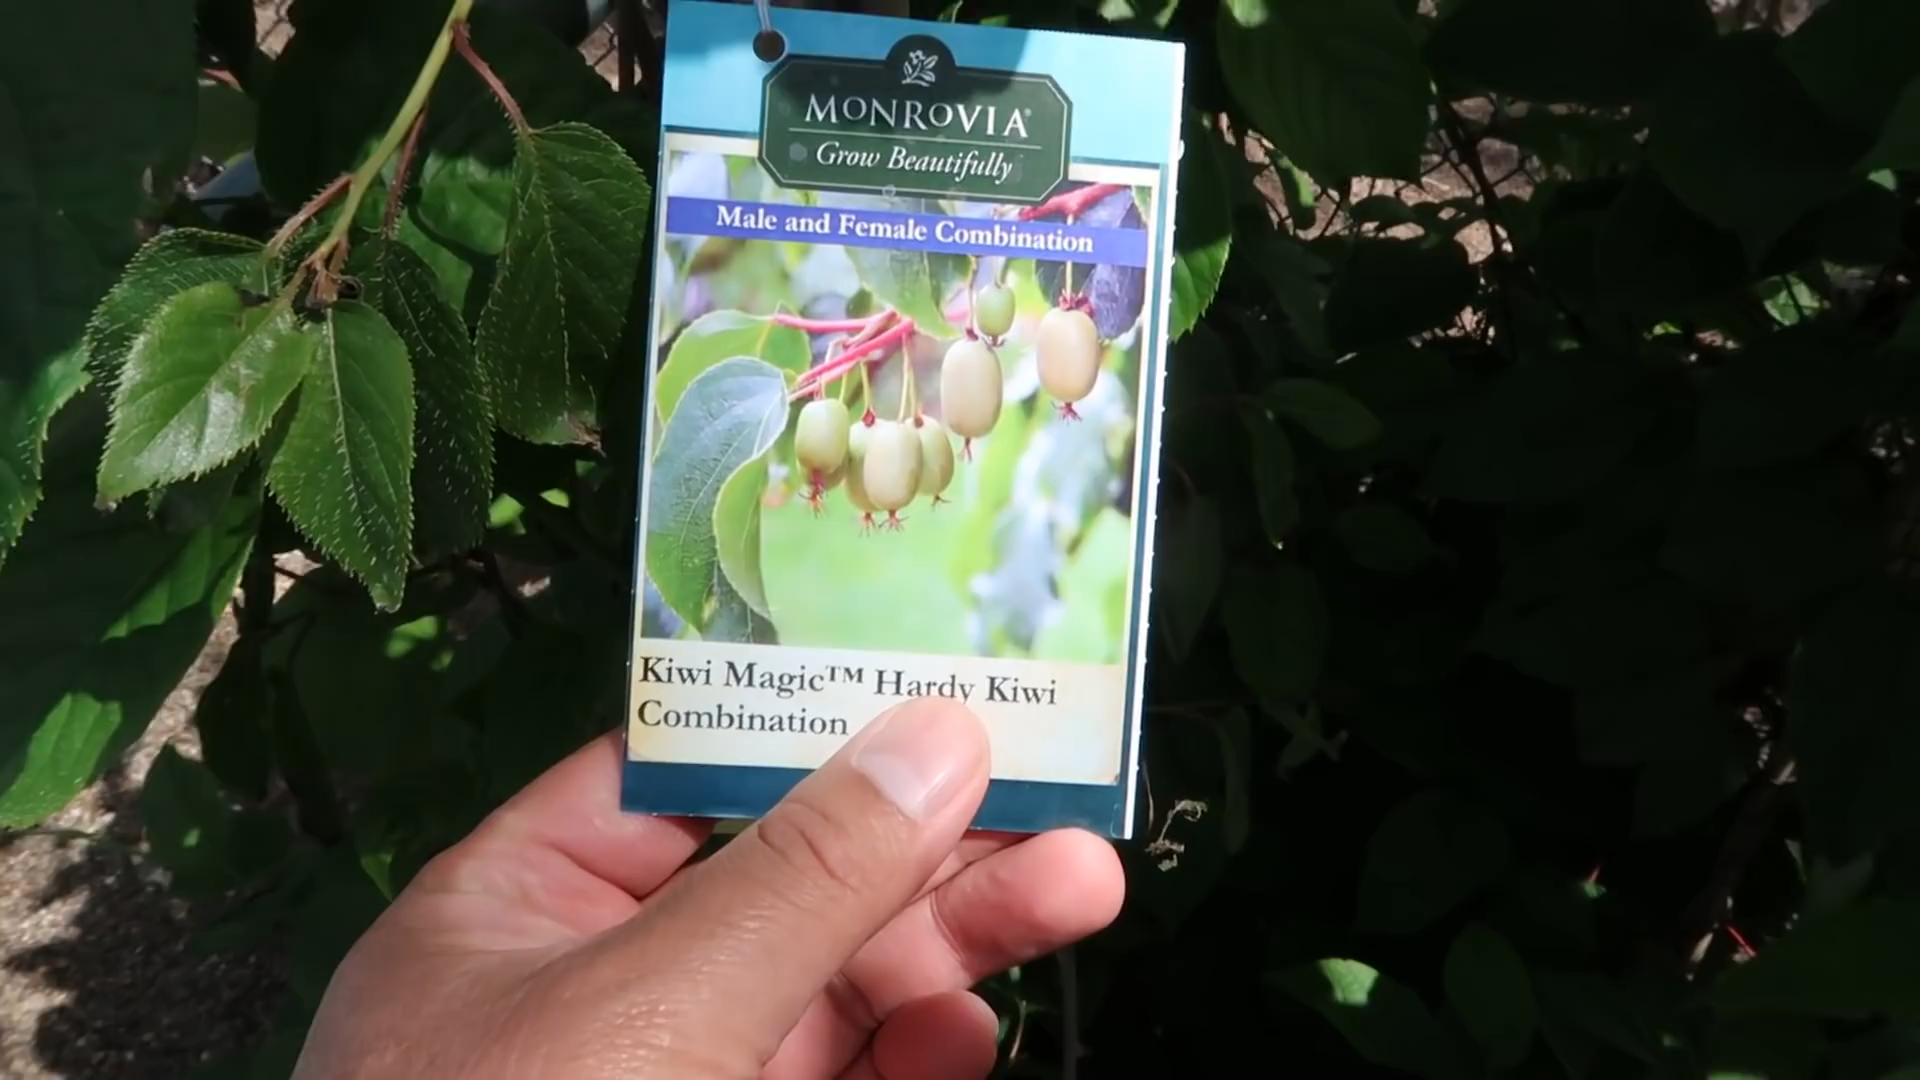 MONROVIA®
Grow Beautifully
Male and Female Combination
Kiwi Magic™ Hardy Kiwi
Combination